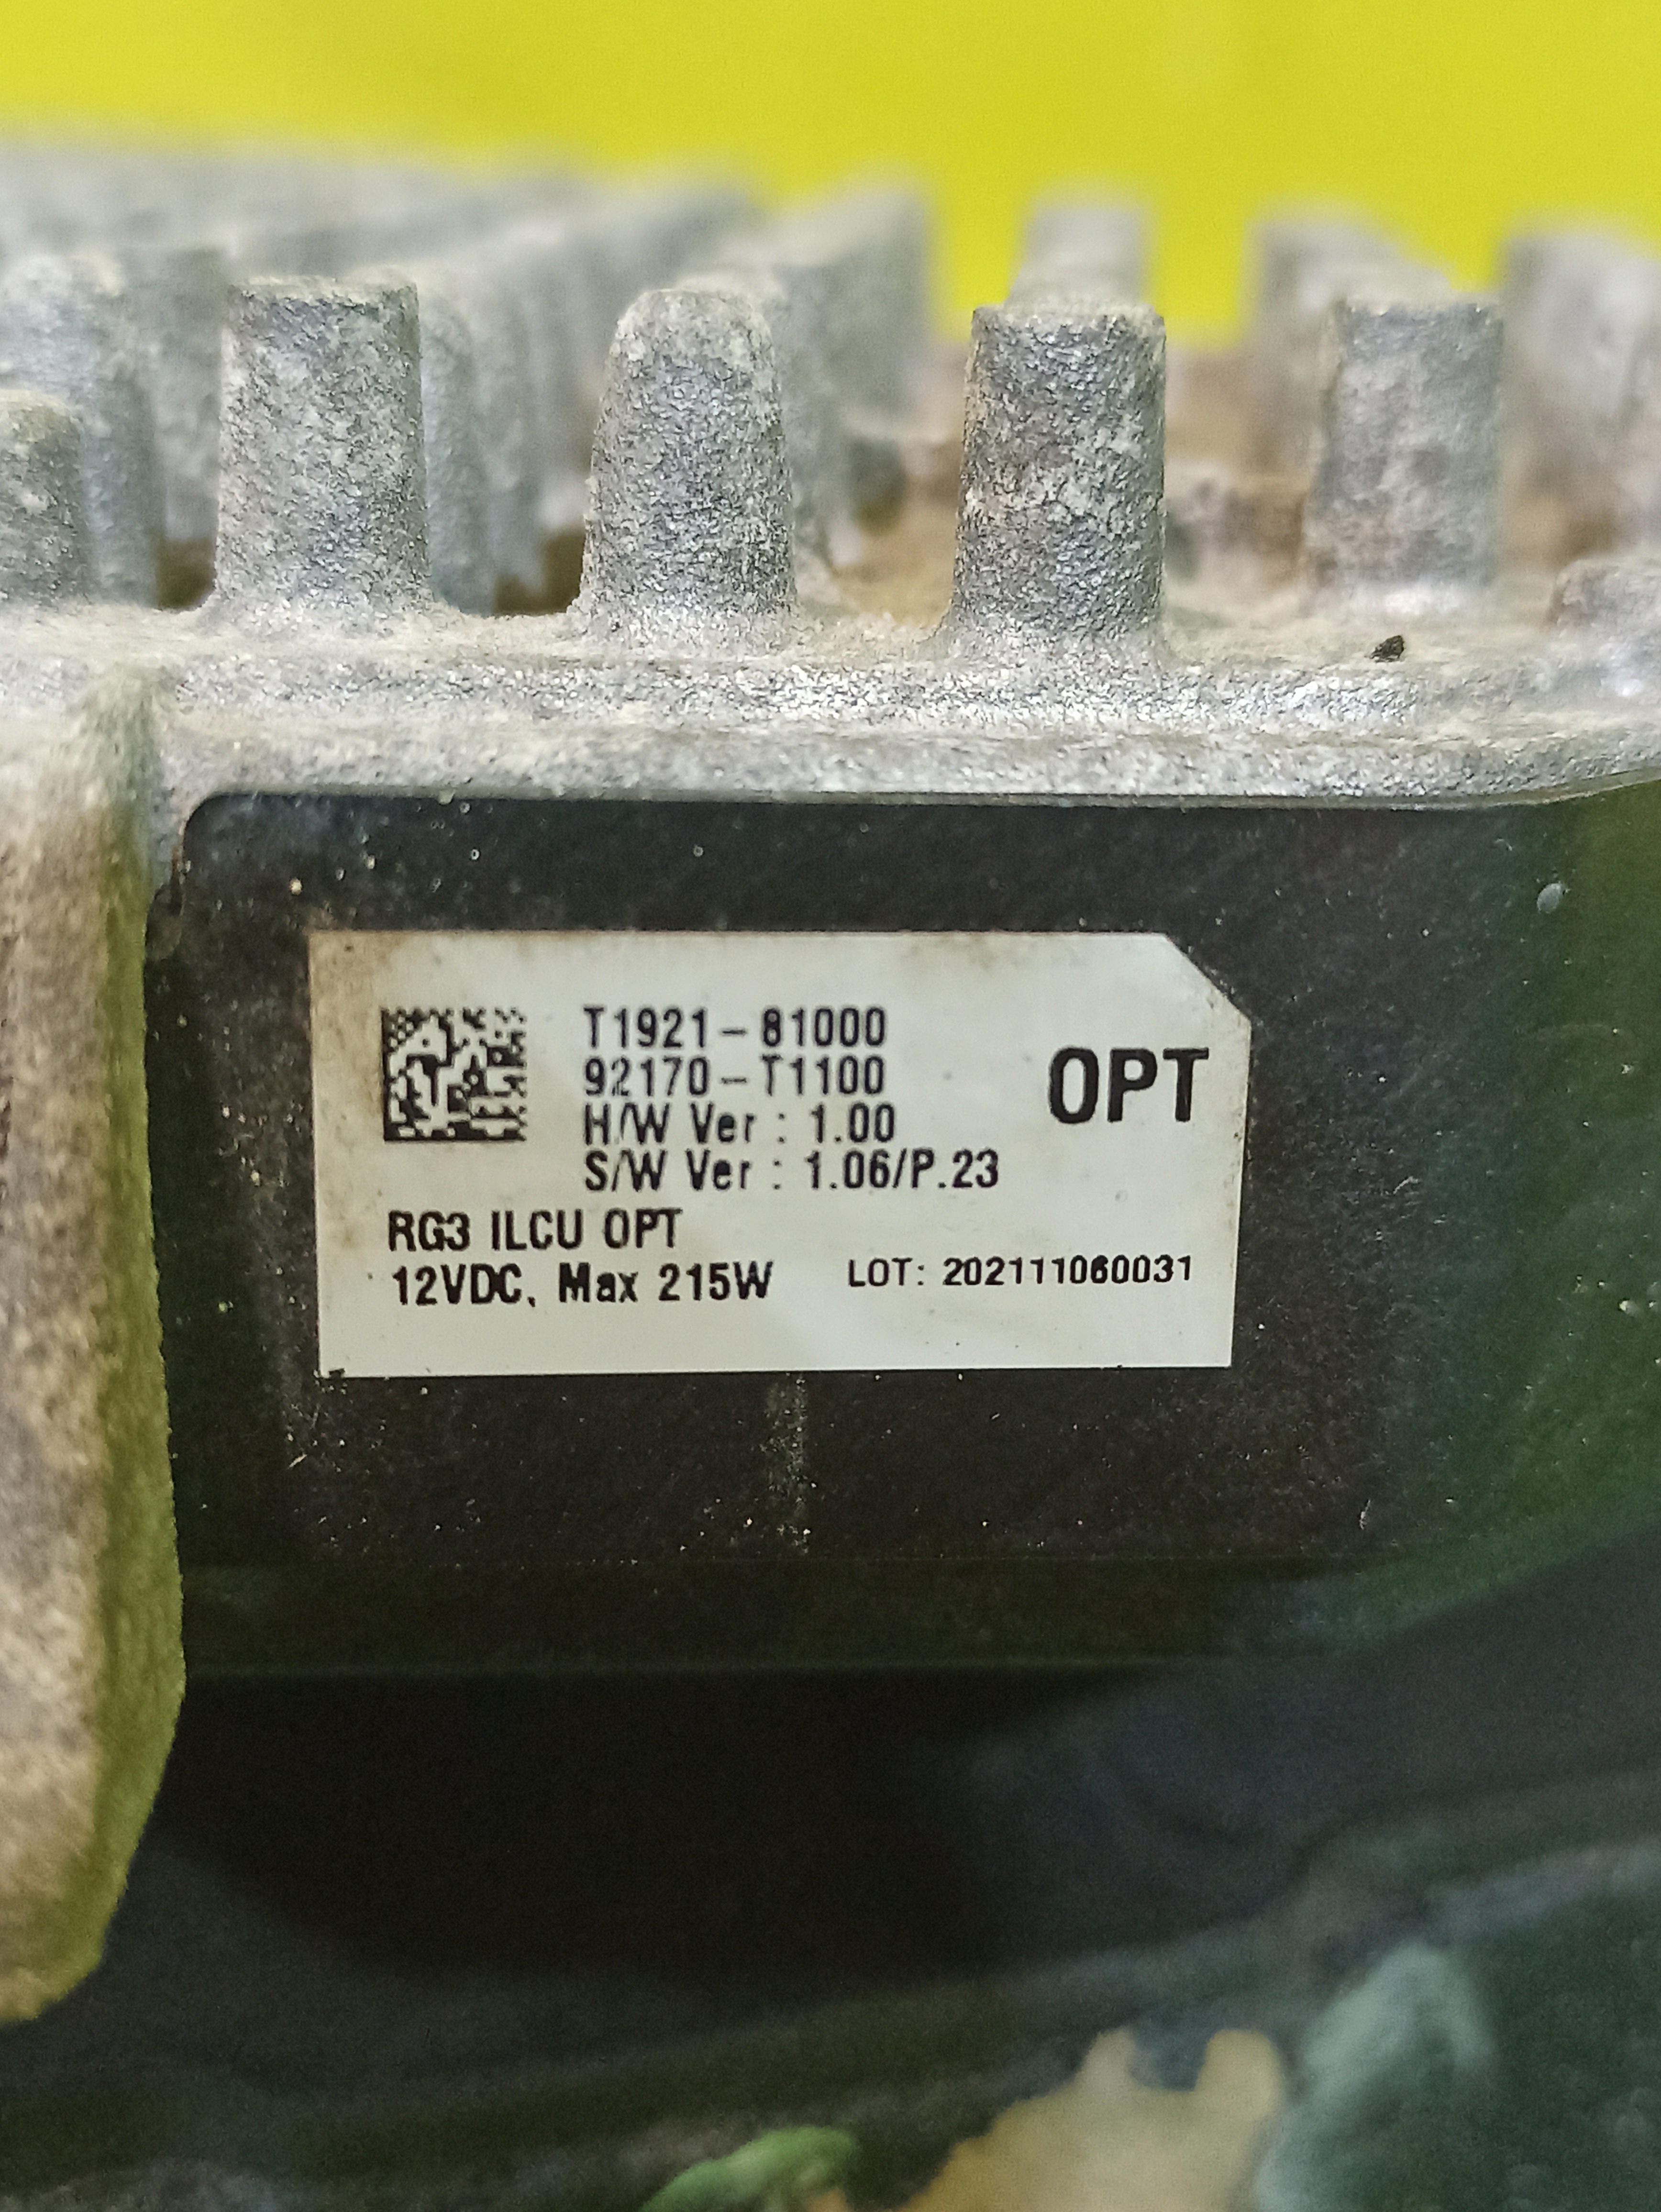 T1921-81000
92170-T1100
H/W Ver : 1.00
S/W Ver : 1.06/P.23
OPT
RG3 ILCU OPT
12VDC, Max 215W
LOT: 202111060031